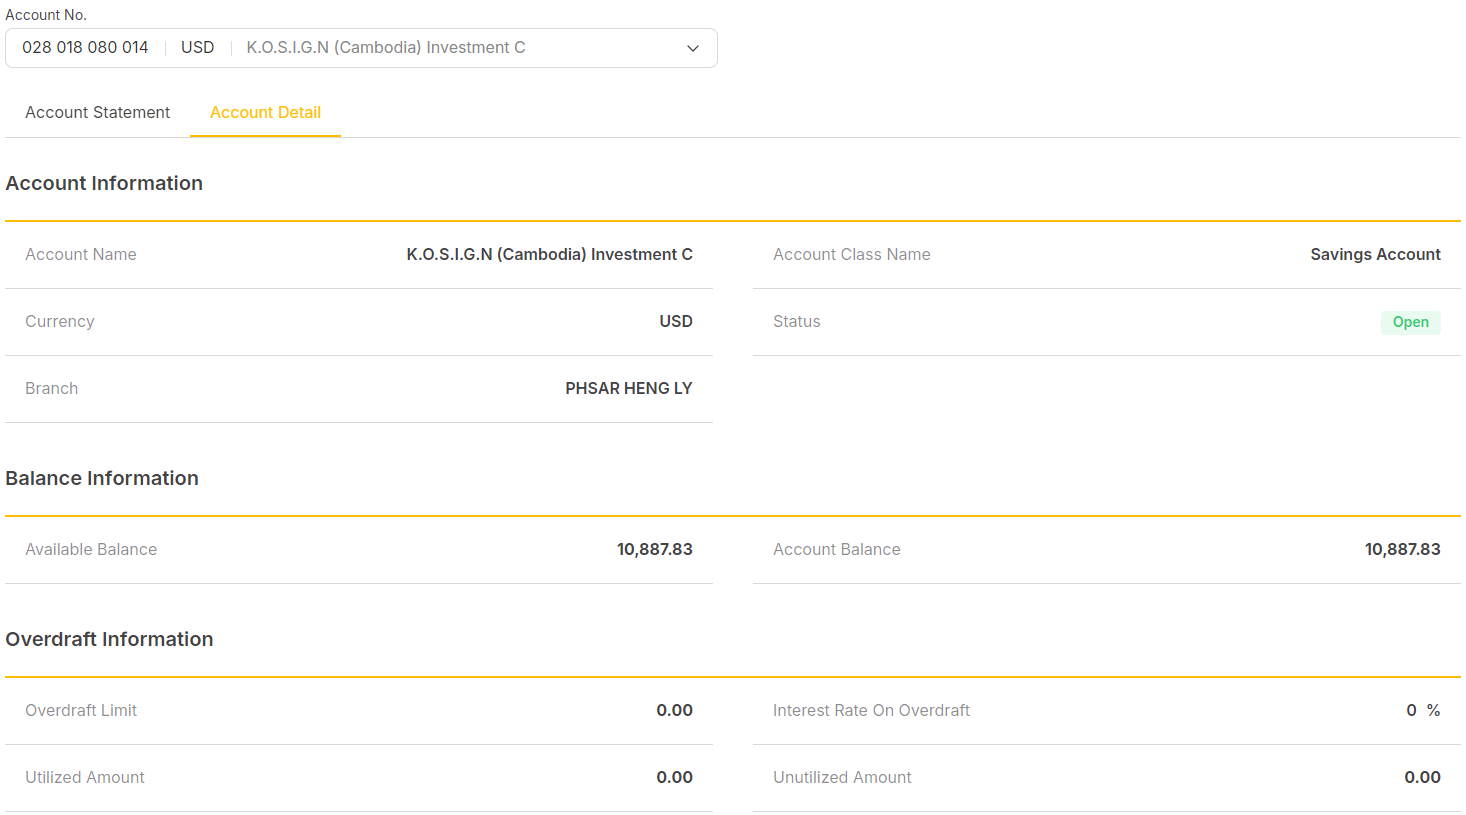 Account No.
028 018 080 014 USD K.O.S.I.G.N (Cambodia) Investment C
Account Statement Account Detail
Account Information
Account Name K.O.S.I.G.N (Cambodia) Investment C Account Class Name Savings Account
Currency USD Status Open
Branch PHSAR HENG LY
Balance Information
Available Balance 10,887.83 Account Balance 10,887.83
Overdraft Information
Overdraft Limit 0.00 Interest Rate On Overdraft 0 %
Utilized Amount 0.00 Unutilized Amount 0.00